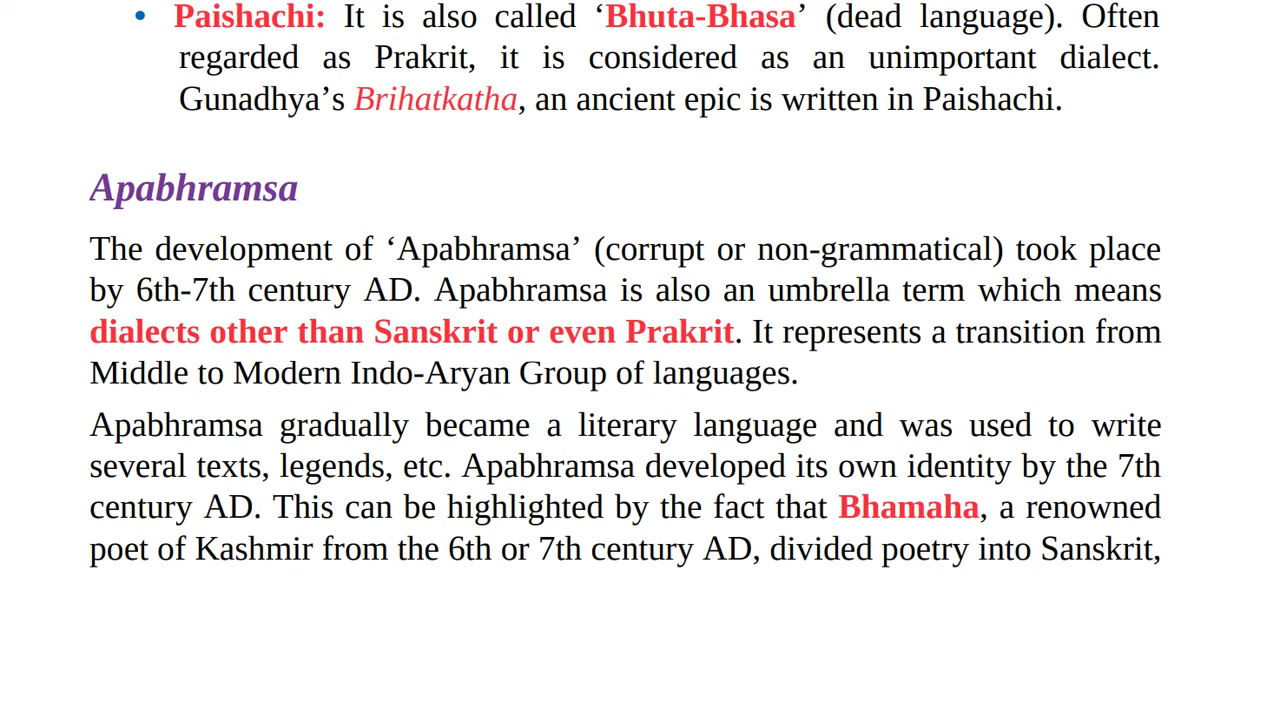 • Paishachi: It is also called ‘Bhuta-Bhasa’ (dead language). Often
regarded as Prakrit, it is considered as an unimportant dialect.
Gunadhya’s Brihatkatha, an ancient epic is written in Paishachi.
Apabhramsa
The development of ‘Apabhramsa’ (corrupt or non-grammatical) took place
by 6th-7th century AD. Apabhramsa is also an umbrella term which means
dialects other than Sanskrit or even Prakrit. It represents a transition from
Middle to Modern Indo-Aryan Group of languages.
Apabhramsa gradually became a literary language and was used to write
several texts, legends, etc. Apabhramsa developed its own identity by the 7th
century AD. This can be highlighted by the fact that Bhamaha, a renowned
poet of Kashmir from the 6th or 7th century AD, divided poetry into Sanskrit,